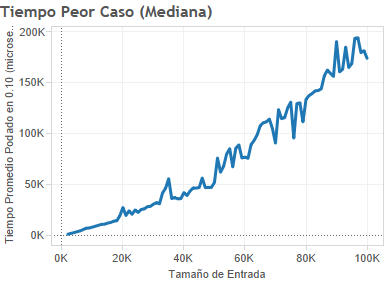 Tiempo Peor Caso (Mediana)
Tiempo Promedio Podado en 0.10 (microse..
200K
150K
100K
50K
0K
0K 20K 40K 60K 80K 100K
Tamaño de Entrada